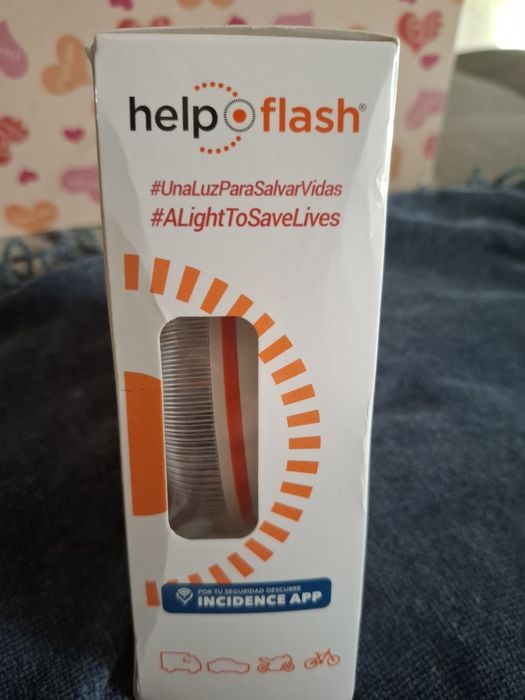 help flash®
#UnaLuzParaSalvarVidas
#ALightToSaveLives
POR TU SEGURIDAD DESCUBRE
INCIDENCE APP